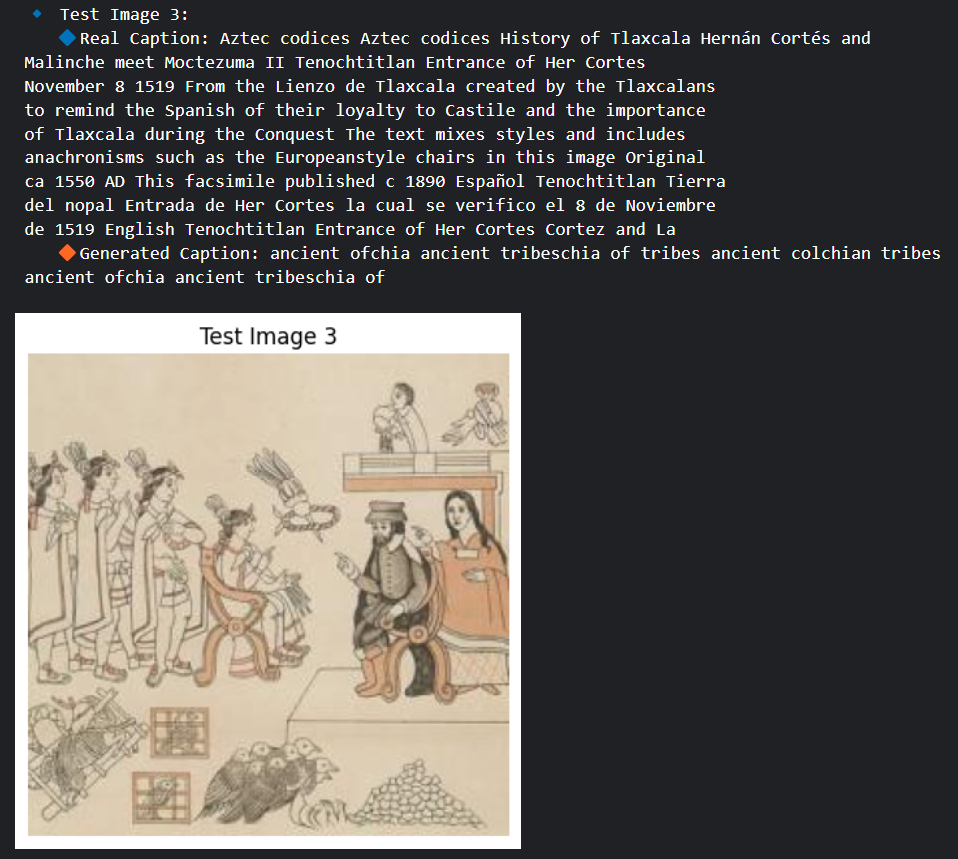 Test Image 3:
Real Caption: Aztec codices Aztec codices History of Tlaxcala Hernán Cortés and
Malinche meet Moctezuma II Tenochtitlan Entrance of Her Cortes
November 8 1519 From the Lienzo de Tlaxcala created by the Tlaxcalans
to remind the Spanish of their loyalty to Castile and the importance
of Tlaxcala during the Conquest The text mixes styles and includes
anachronisms such as the Europeanstyle chairs in this image Original
ca 1550 AD This facsimile published c 1890 Español Tenochtitlan Tierra
del nopal Entrada de Her Cortes la cual se verifico el 8 de Noviembre
de 1519 English Tenochtitlan Entrance of Her Cortes Cortez and La
Generated Caption: ancient ofchia ancient tribeschia of tribes ancient colchian tribes
ancient ofchia ancient tribeschia of
Test Image 3